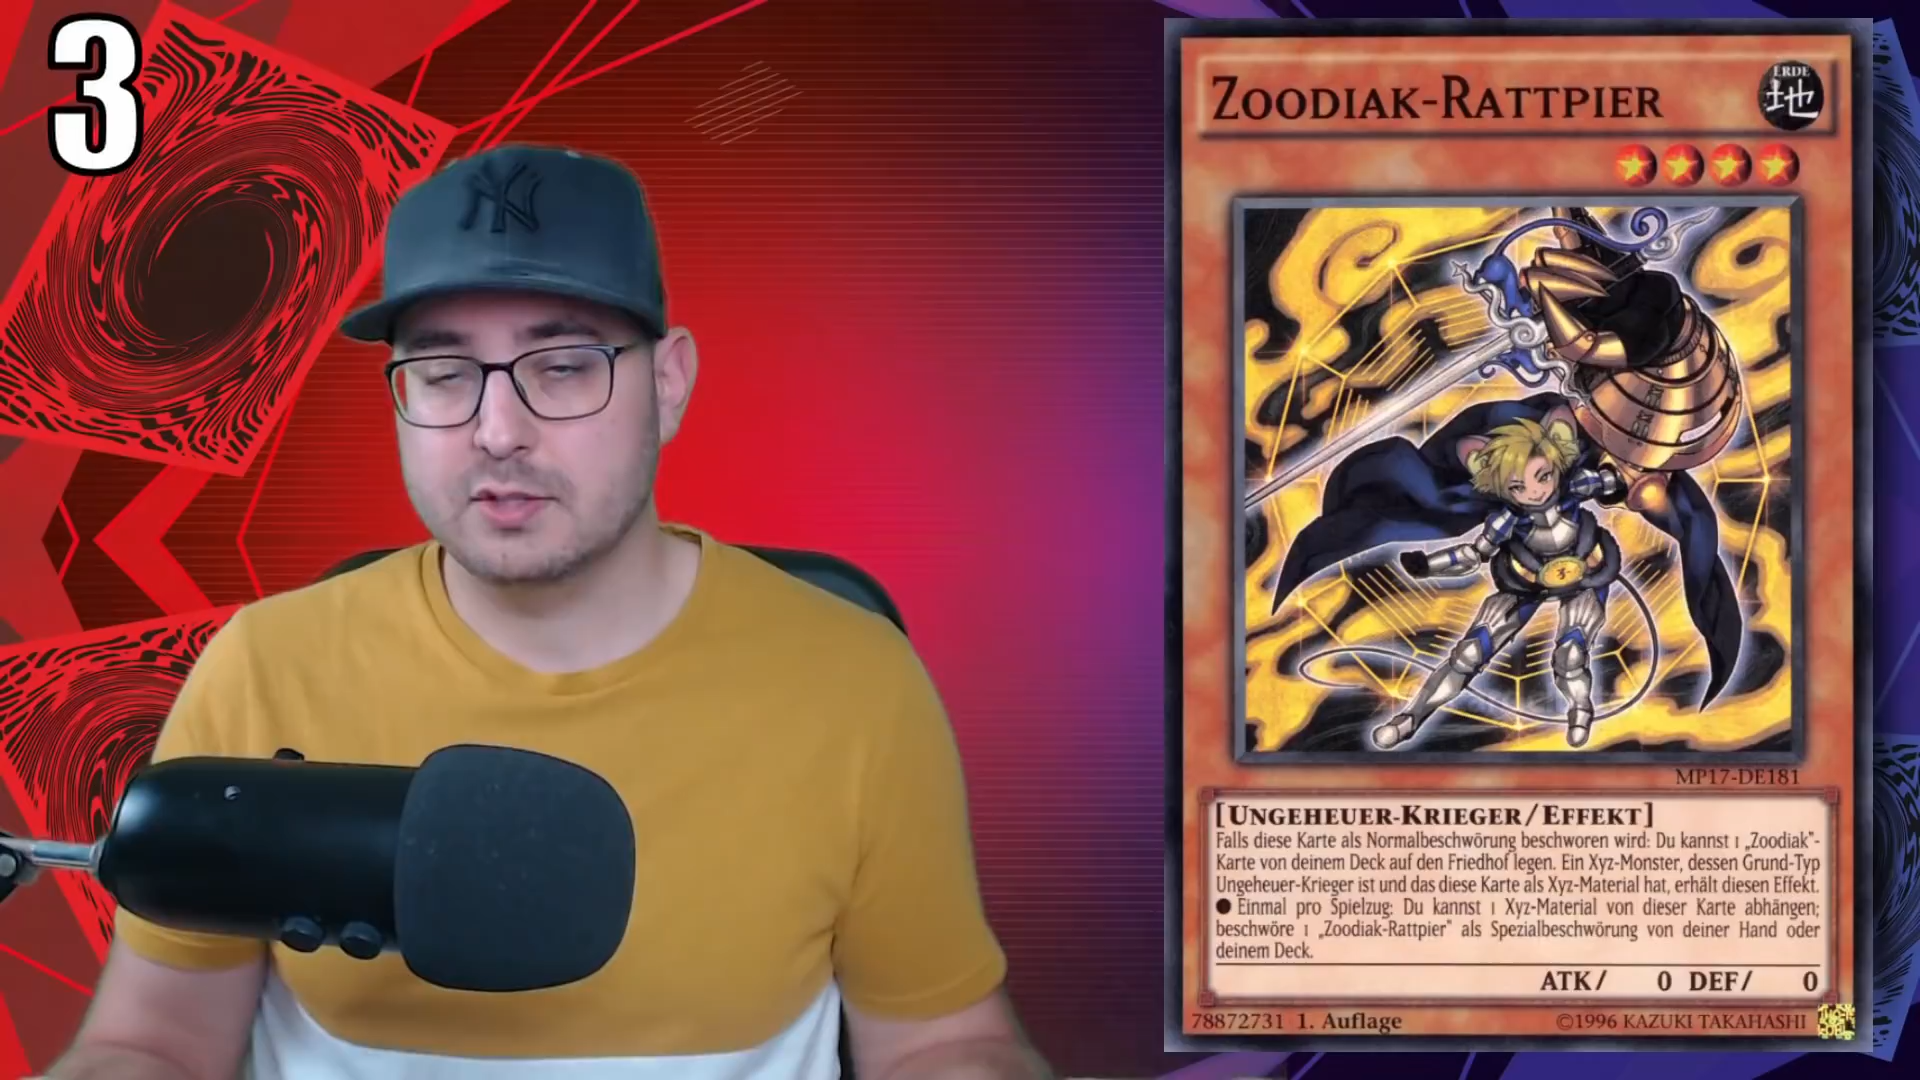 3
NY
ZOODIAK-RATTPIER
ERDE
地
MP17-DE181
[UNGEHEUER-KRIEGER/EFFEKT]
Falls diese Karte als Normalbeschwörung beschworen wird: Du kannst 1 „Zoodiak"-
Karte von deinem Deck auf den Friedhof legen. Ein Xyz-Monster, dessen Grund-Typ
Ungeheuer-Krieger ist und das diese Karte als Xyz-Material hat, erhält diesen Effekt.
● Einmal pro Spielzug: Du kannst 1 Xyz-Material von dieser Karte abhängen;
beschwöre 1 „Zoodiak-Rattpier" als Spezialbeschwörung von deiner Hand oder
deinem Deck.
ATK/ 0 DEF/ 0
78872731 1. Auflage ©1996 KAZUKI TAKAHASHI